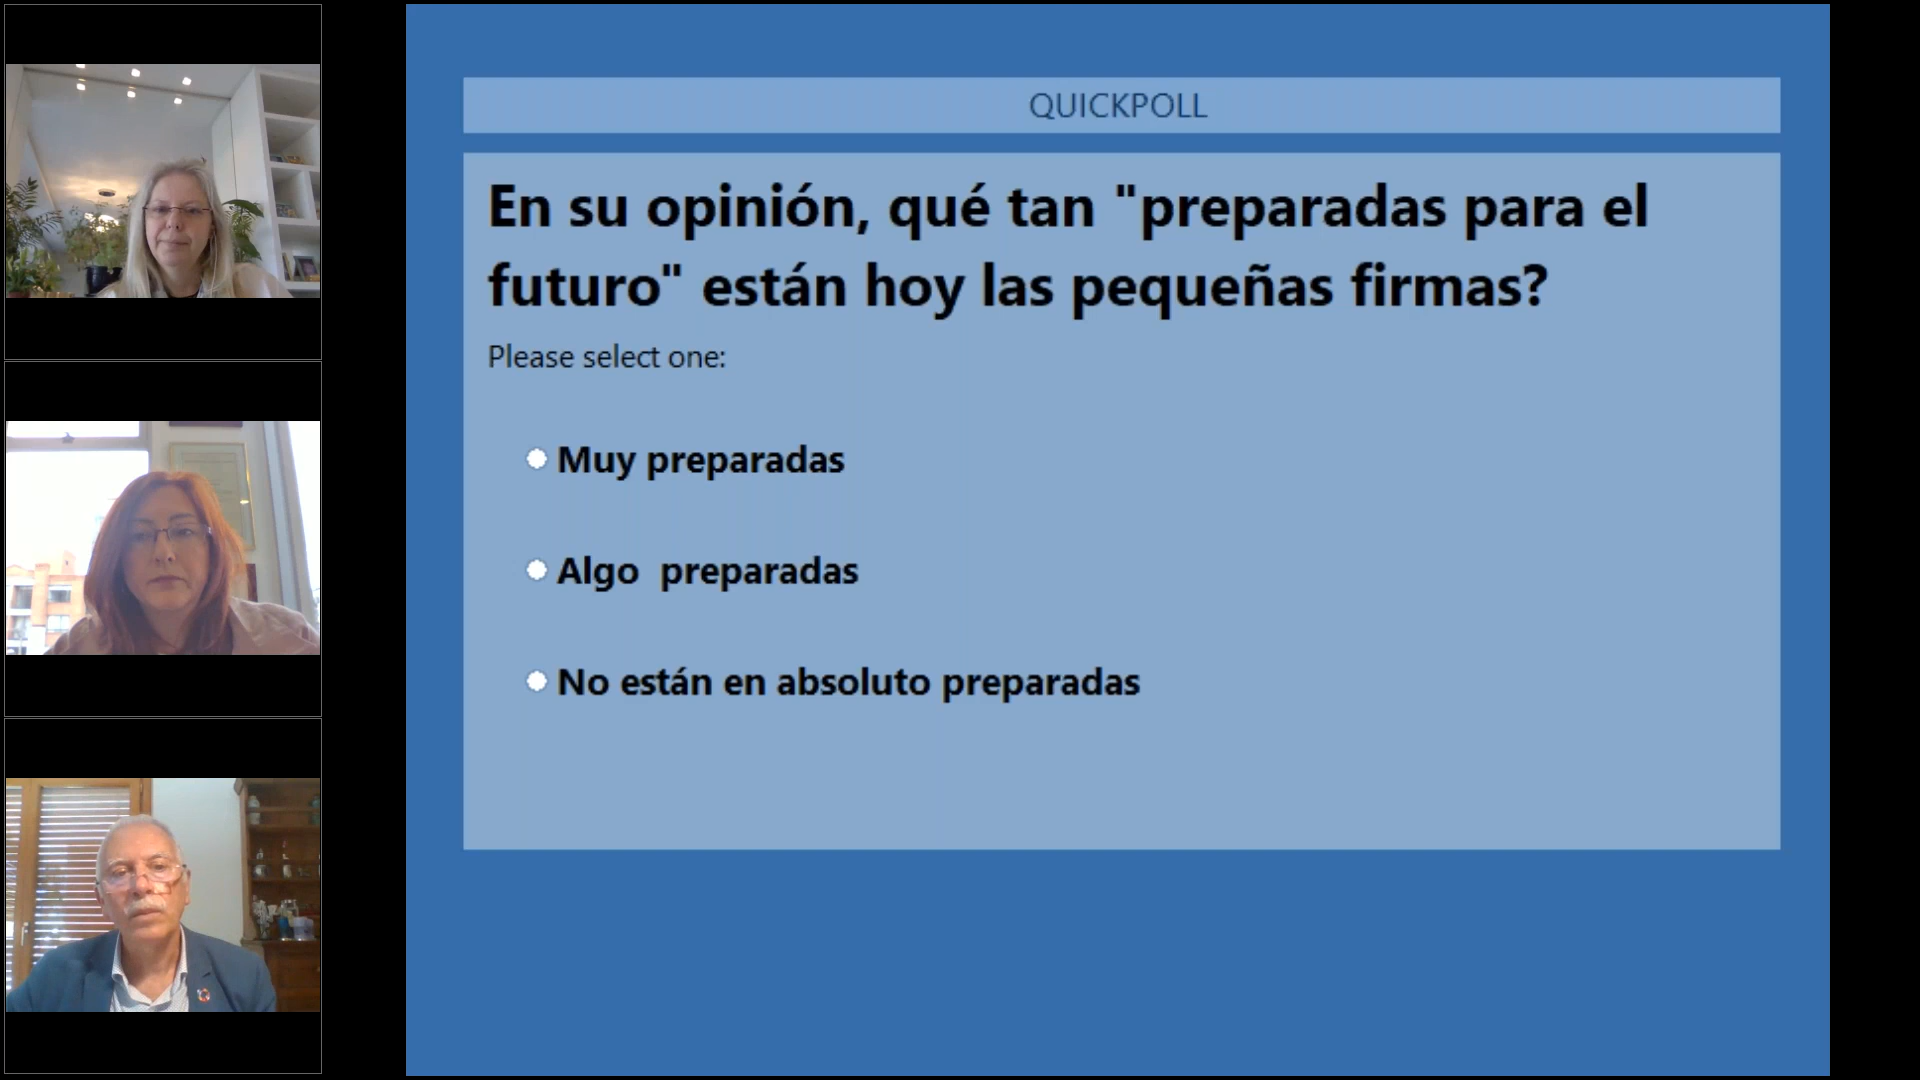 QUICKPOLL
En su opinión, qué tan "preparadas para el
futuro" están hoy las pequeñas firmas?
Please select one:
Muy preparadas
Algo  preparadas
No están en absoluto preparadas